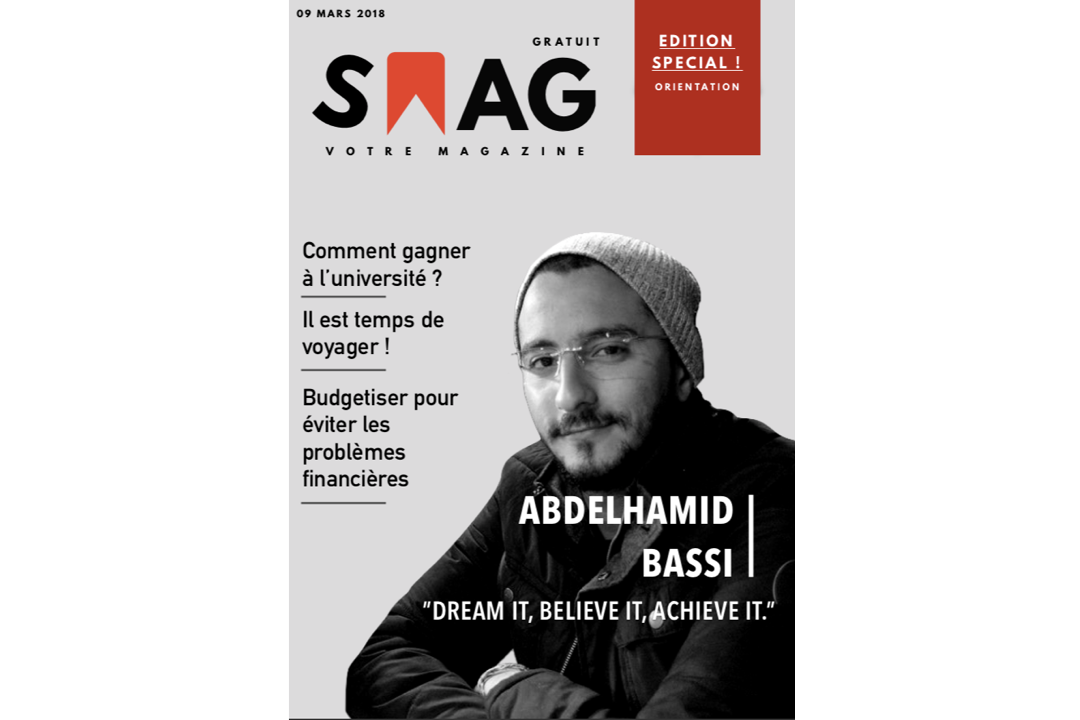 09 MARS 2018
GRATUIT
SMAG
VOTRE MAGAZINE
EDITION
SPECIAL !
ORIENTATION
Comment gagner
à l'université ?
Il est temps de
voyager !
Budgetiser pour
éviter les
problèmes
financières
ABDELHAMID
BASSI
"DREAM IT, BELIEVE IT, ACHIEVE IT."